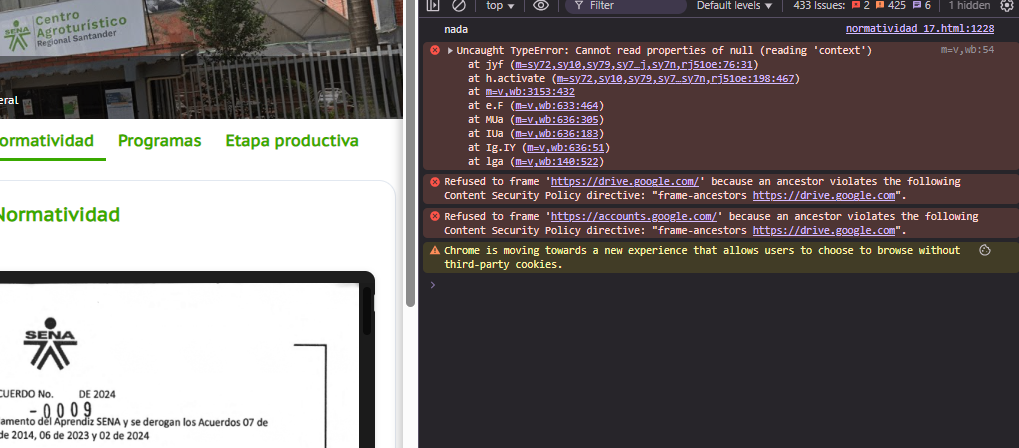 SENA
Centro
Agroturístico
Regional Santander
eral
ormatividad
Programas
Etapa productiva
Normatividad
SENA
CUERDO No. DE 2024
- 0009
amento del Aprendiz SENA y se derogan los Acuerdos 07 de
de 2014, 06 de 2023 y 02 de 2024
top ▼
Filter
Default levels ▼
433 Issues: 2 425 6
1 hidden
nada normatividad 17.html:1228
Uncaught TypeError: Cannot read properties of null (reading 'context') m=v,wb:54
at jyf (m=sy72,sy10,sy79,sy7…j,sy7n,rj51oe:76:31)
at h.activate (m=sy72,sy10,sy79,sy7…sy7n,rj51oe:198:467)
at m=v,wb:3153:432
at e.F (m=v,wb:633:464)
at MUa (m=v,wb:636:305)
at IUa (m=v,wb:636:183)
at Ig.IY (m=v,wb:636:51)
at lga (m=v,wb:140:522)
Refused to frame 'https://drive.google.com/' because an ancestor violates the following
Content Security Policy directive: "frame-ancestors https://drive.google.com".
Refused to frame 'https://accounts.google.com/' because an ancestor violates the following
Content Security Policy directive: "frame-ancestors https://drive.google.com".
Chrome is moving towards a new experience that allows users to choose to browse without
third-party cookies.